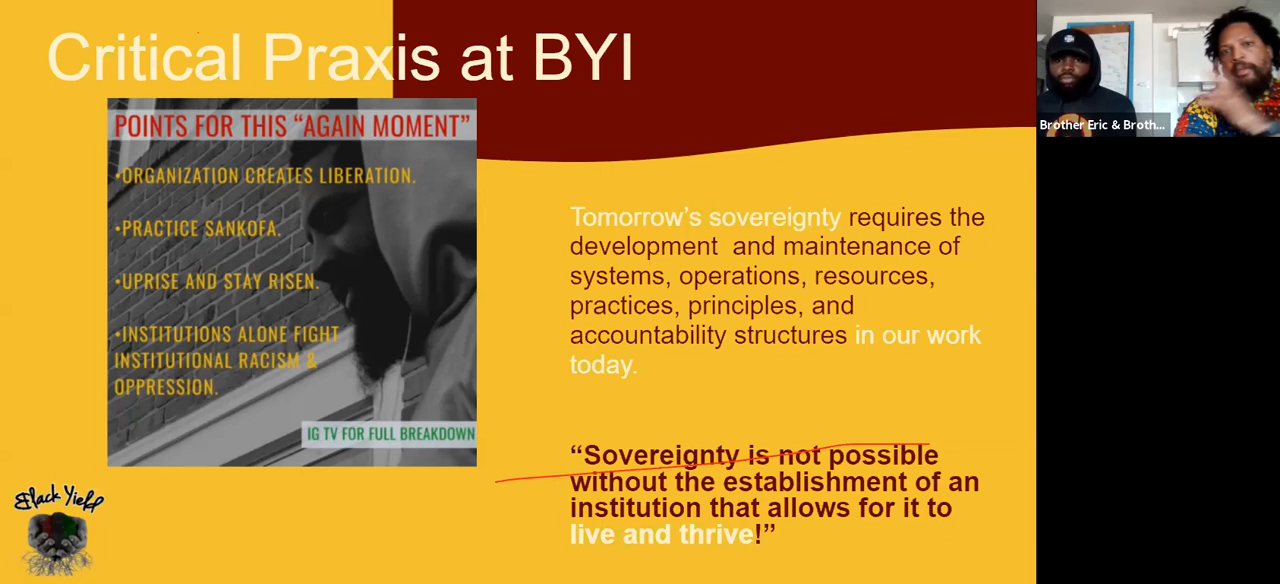 Critical Praxis at BYI
POINTS FOR THIS "AGAIN MOMENT"
•ORGANIZATION CREATES LIBERATION.
•PRACTICE SANKOFA.
•UPRISE AND STAY RISEN.
•INSTITUTIONS ALONE FIGHT
INSTITUTIONAL RACISM &
OPPRESSION.
IG TV FOR FULL BREAKDOWN
Tomorrow's sovereignty requires the
development and maintenance of
systems, operations, resources,
practices, principles, and
accountability structures in our work
today.
"Sovereignty is not possible
without the establishment of an
institution that allows for it to
live and thrive!"
Black Yield
Brother Eric & Broth...